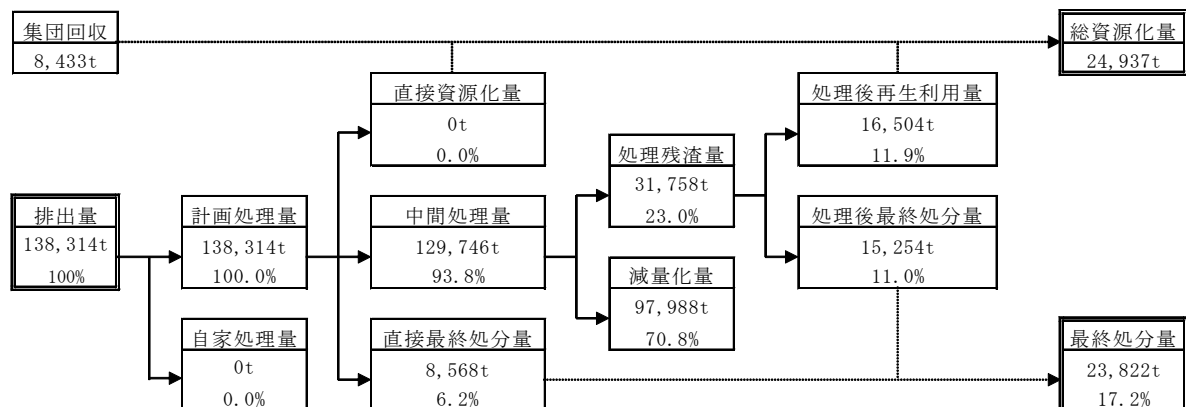 集団回収
8,433t
総資源化量
24,937t
直接資源化量
0t
0.0%
処理後再生利用量
16,504t
11.9%
処理残渣量
31,758t
23.0%
排出量
138,314t
100%
計画処理量
138,314t
100.0%
中間処理量
129,746t
93.8%
処理後最終処分量
15,254t
11.0%
減量化量
97,988t
70.8%
自家処理量
0t
0.0%
直接最終処分量
8,568t
6.2%
最終処分量
23,822t
17.2%